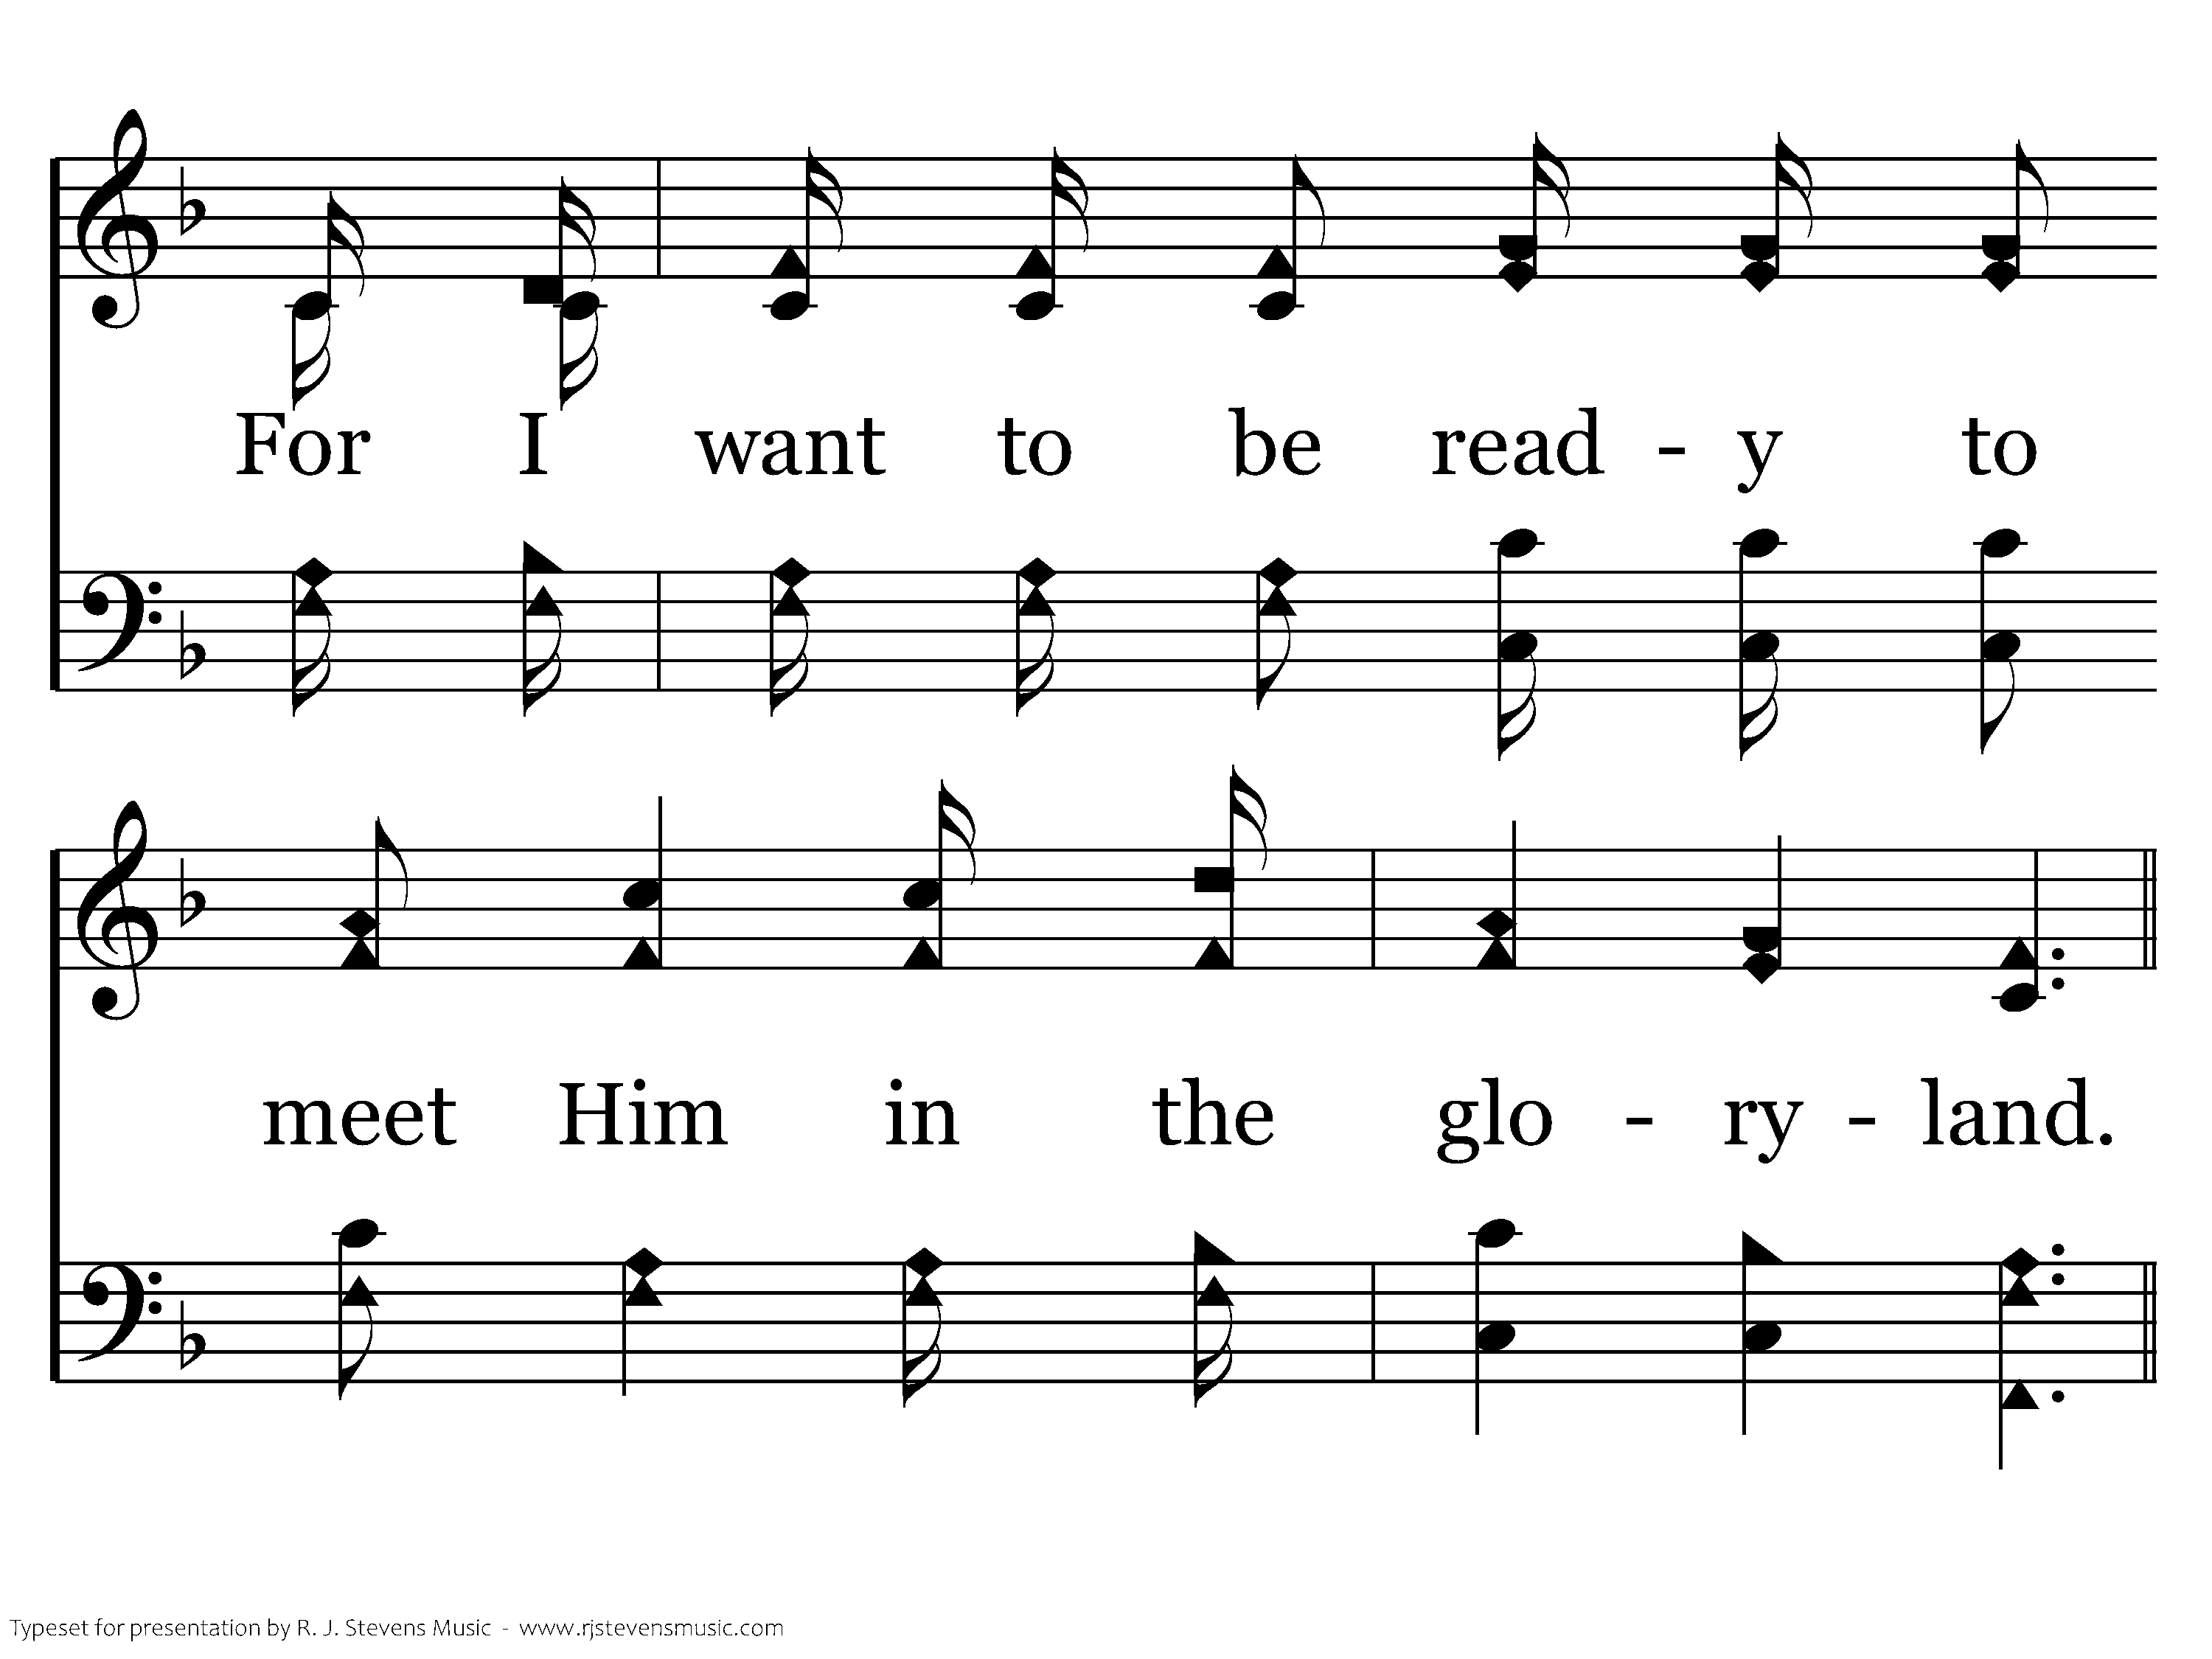 For I want to be read - y to
meet Him in the glo - ry - land.
Typeset for presentation by R. J. Stevens Music - www.rjstevensmusic.com